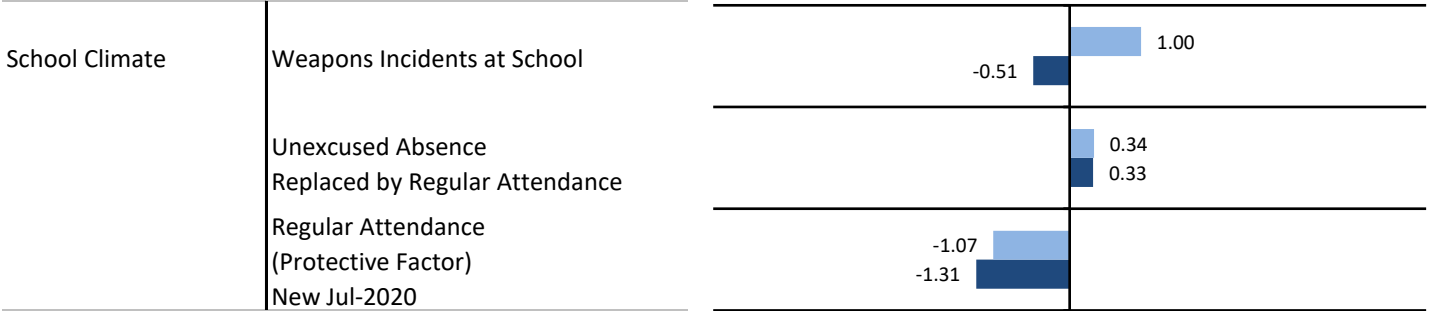 School Climate
Weapons Incidents at School
1.00
-0.51
Unexcused Absence
Replaced by Regular Attendance
0.34
0.33
Regular Attendance
(Protective Factor)
New Jul-2020
-1.07
-1.31